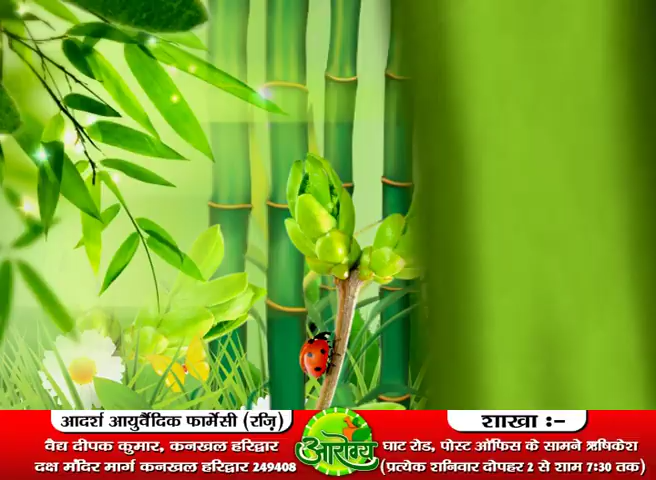 आदर्श आयुर्वैदिक फार्मेसी (रजि़)
वैद्य दीपक कुमार, कनखल हरिद्वार
दक्ष मंदिर मार्ग कनखल हरिद्वार 249408
आरोग्य
शाखा :-
घाट रोड, पोस्ट ऑफिस के सामने ऋषिकेश
(प्रत्येक शनिवार दोपहर 2 से शाम 7:30 तक)